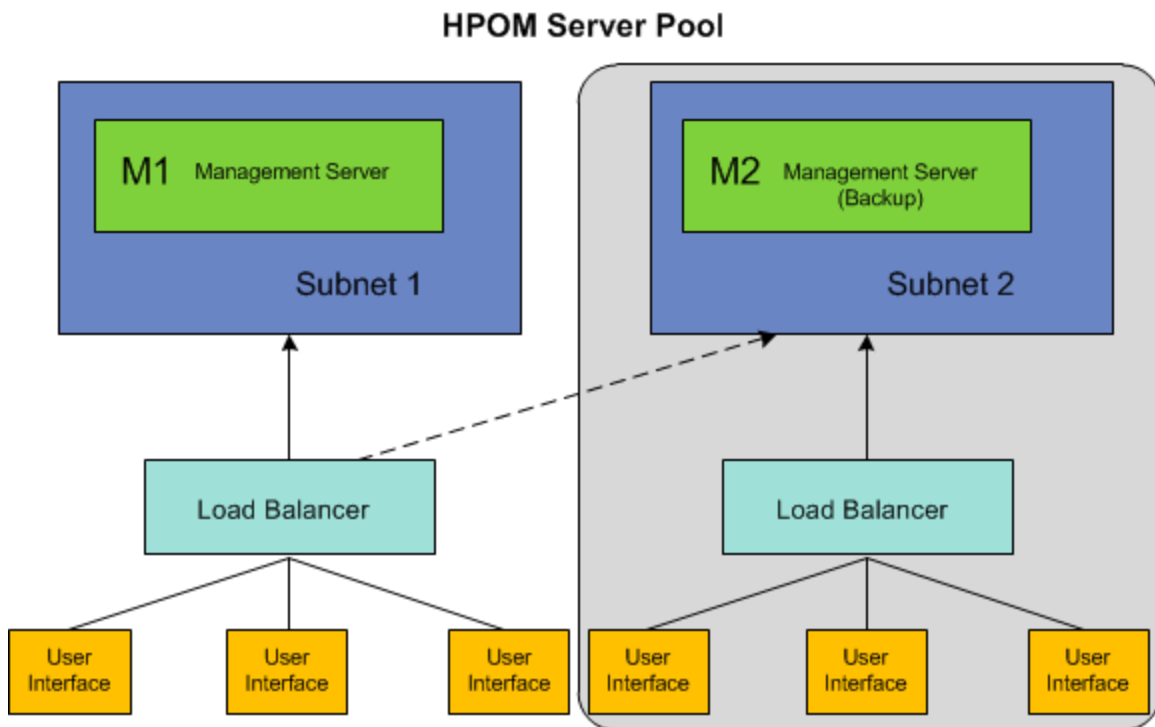 HPOM Server Pool
M1 Management Server
Subnet 1
M2 Management Server
(Backup)
Subnet 2
Load Balancer
Load Balancer
User
Interface
User
Interface
User
Interface
User
Interface
User
Interface
User
Interface